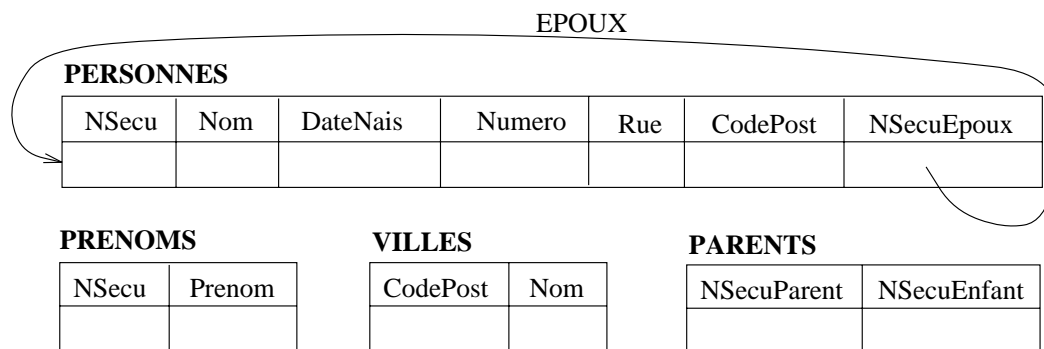 EPOUX
PERSONNES
NSecu Nom DateNais Numero Rue CodePost NSecuEpoux
PRENOMS VILLES PARENTS
NSecu Prenom CodePost Nom NSecuParent NSecuEnfant